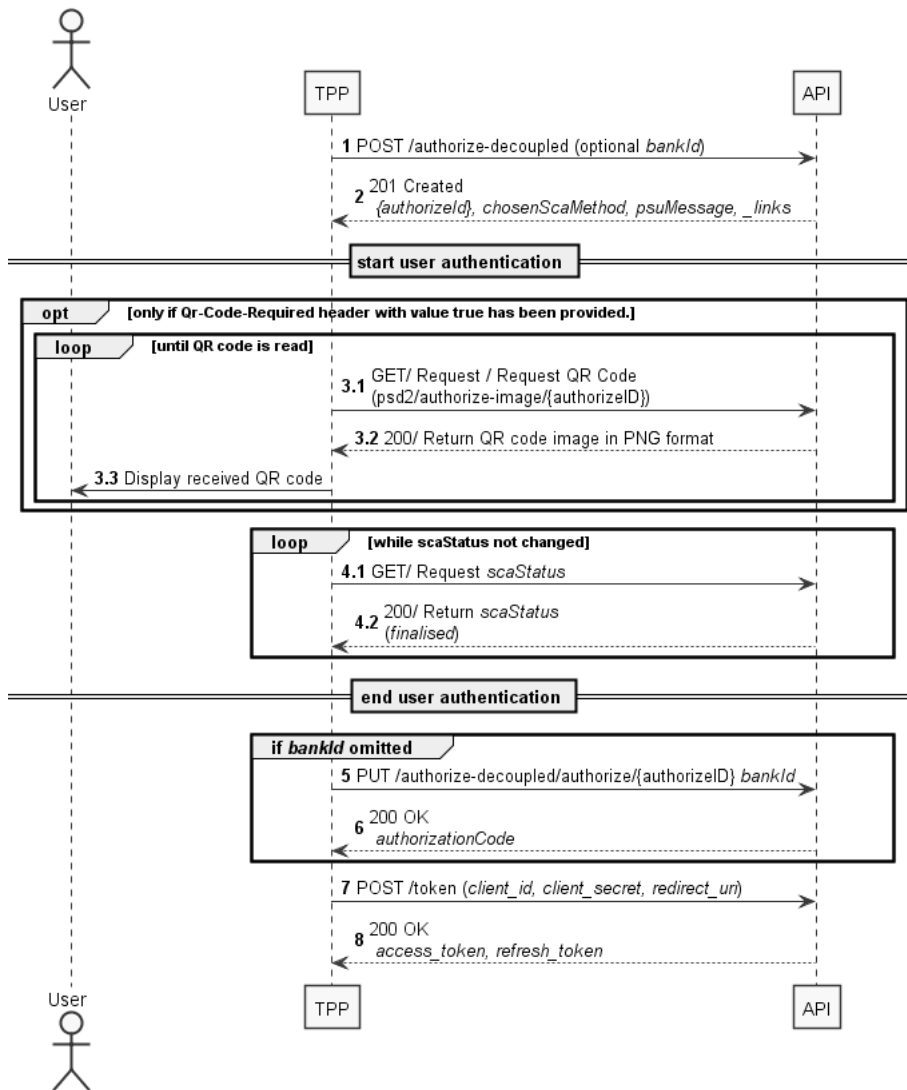 User
TPP
API
1 POST /authorize-decoupled (optional bankId)
2 201 Created
{authorizeId}, chosenScaMethod, psuMessage, _links
start user authentication
opt [only if Qr-Code-Required header with value true has been provided.]
loop [until QR code is read]
3.1 GET/ Request / Request QR Code
(psd2/authorize-image/{authorizeID})
3.2 200/ Return QR code image in PNG format
3.3 Display received QR code
loop [while scaStatus not changed]
4.1 GET/ Request scaStatus
4.2 200/ Return scaStatus
(finalised)
end user authentication
if bankId omitted
5 PUT /authorize-decoupled/authorize/{authorizeID} bankId
6 200 OK
authorizationCode
7 POST /token (client_id, client_secret, redirect_uri)
8 200 OK
access_token, refresh_token
User
TPP
API